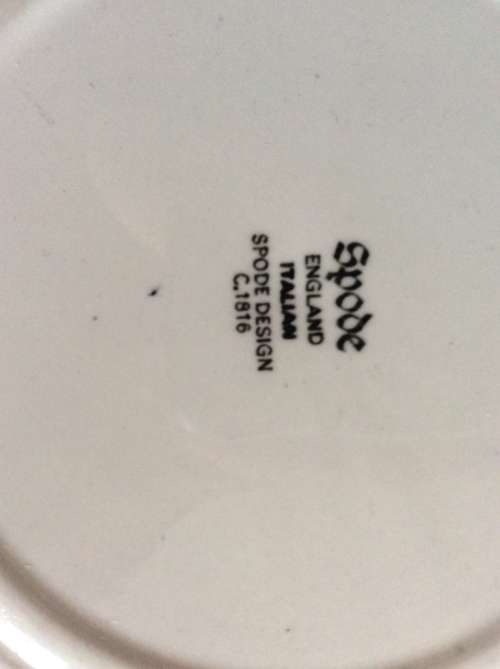 Spode
ENGLAND
ITALIAN
SPODE DESIGN
C.1816